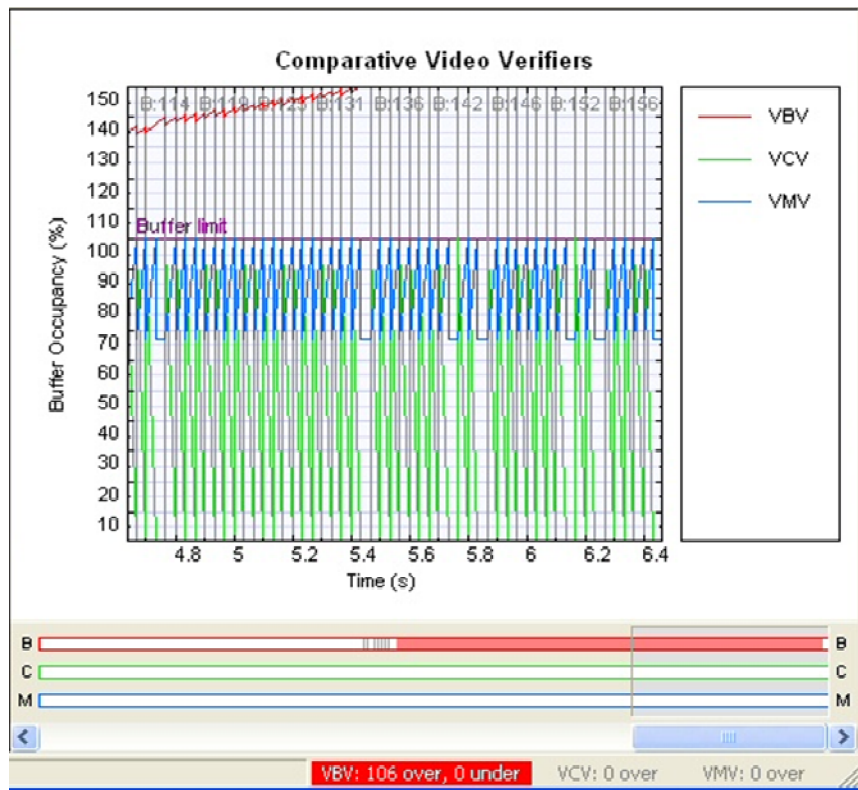 Comparative Video Verifiers
150
140
130
120
110
100
90
80
70
60
50
40
30
20
10
Buffer Occupancy (%)
B:114 B:119 B:125 B:131 B:136 B:142 B:146 B:152 B:156
Buffer limit
4.8 5 5.2 5.4 5.6 5.8 6 6.2 6.4
Time (s)
VBV
VCV
VMV
B B
C C
M M
VBV: 106 over, 0 under VCV: 0 over VMV: 0 over